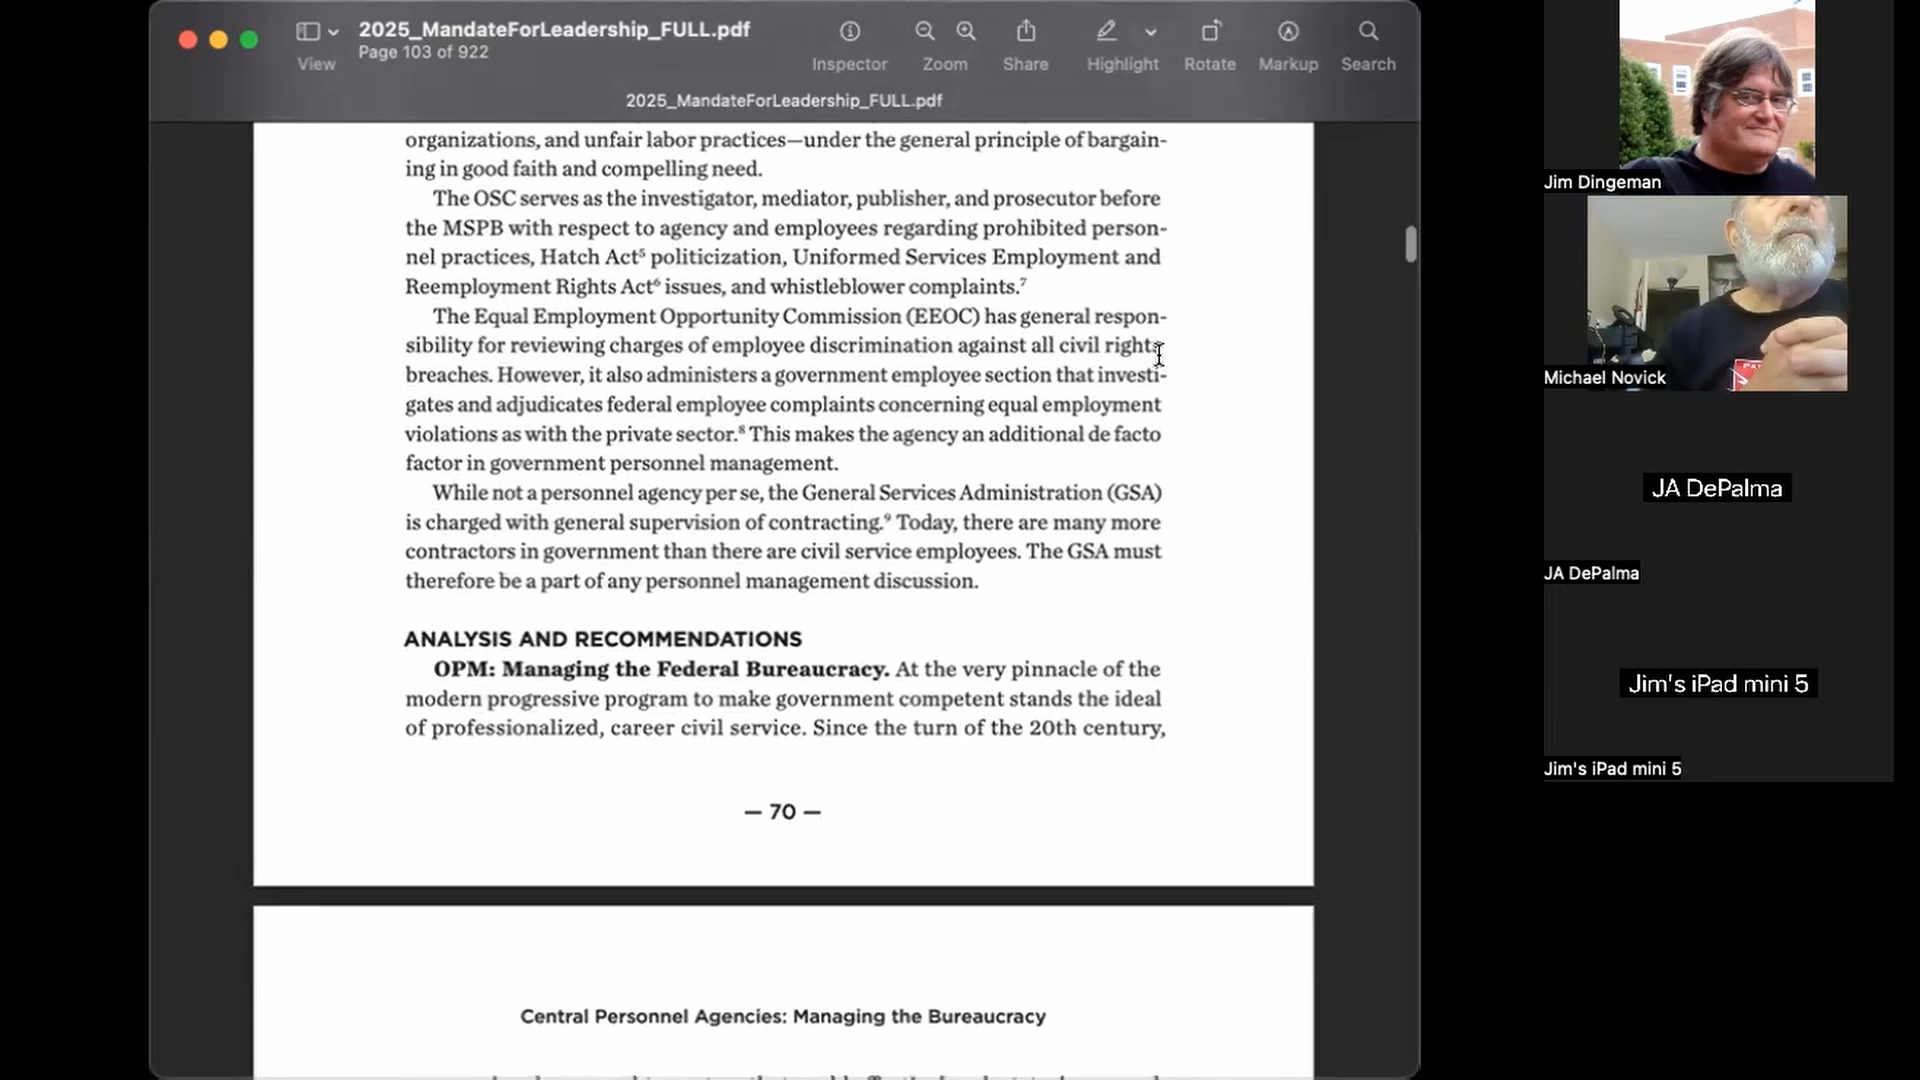 2025_MandateForLeadership_FULL.pdf
Page 103 of 922
View
Inspector
Zoom
Share
Highlight
Rotate
Markup
Search
2025_MandateForLeadership_FULL.pdf
organizations, and unfair labor practices—under the general principle of bargain-
ing in good faith and compelling need.
The OSC serves as the investigator, mediator, publisher, and prosecutor before
the MSPB with respect to agency and employees regarding prohibited person-
nel practices, Hatch Act⁵ politicization, Uniformed Services Employment and
Reemployment Rights Act⁶ issues, and whistleblower complaints.⁷
The Equal Employment Opportunity Commission (EEOC) has general respon-
sibility for reviewing charges of employee discrimination against all civil rights
breaches. However, it also administers a government employee section that investi-
gates and adjudicates federal employee complaints concerning equal employment
violations as with the private sector.⁸ This makes the agency an additional de facto
factor in government personnel management.
While not a personnel agency per se, the General Services Administration (GSA)
is charged with general supervision of contracting.⁹ Today, there are many more
contractors in government than there are civil service employees. The GSA must
therefore be a part of any personnel management discussion.
ANALYSIS AND RECOMMENDATIONS
OPM: Managing the Federal Bureaucracy. At the very pinnacle of the
modern progressive program to make government competent stands the ideal
of professionalized, career civil service. Since the turn of the 20th century,
— 70 —
Central Personnel Agencies: Managing the Bureaucracy
Jim Dingeman
Michael Novick
JA DePalma
JA DePalma
Jim's iPad mini 5
Jim's iPad mini 5